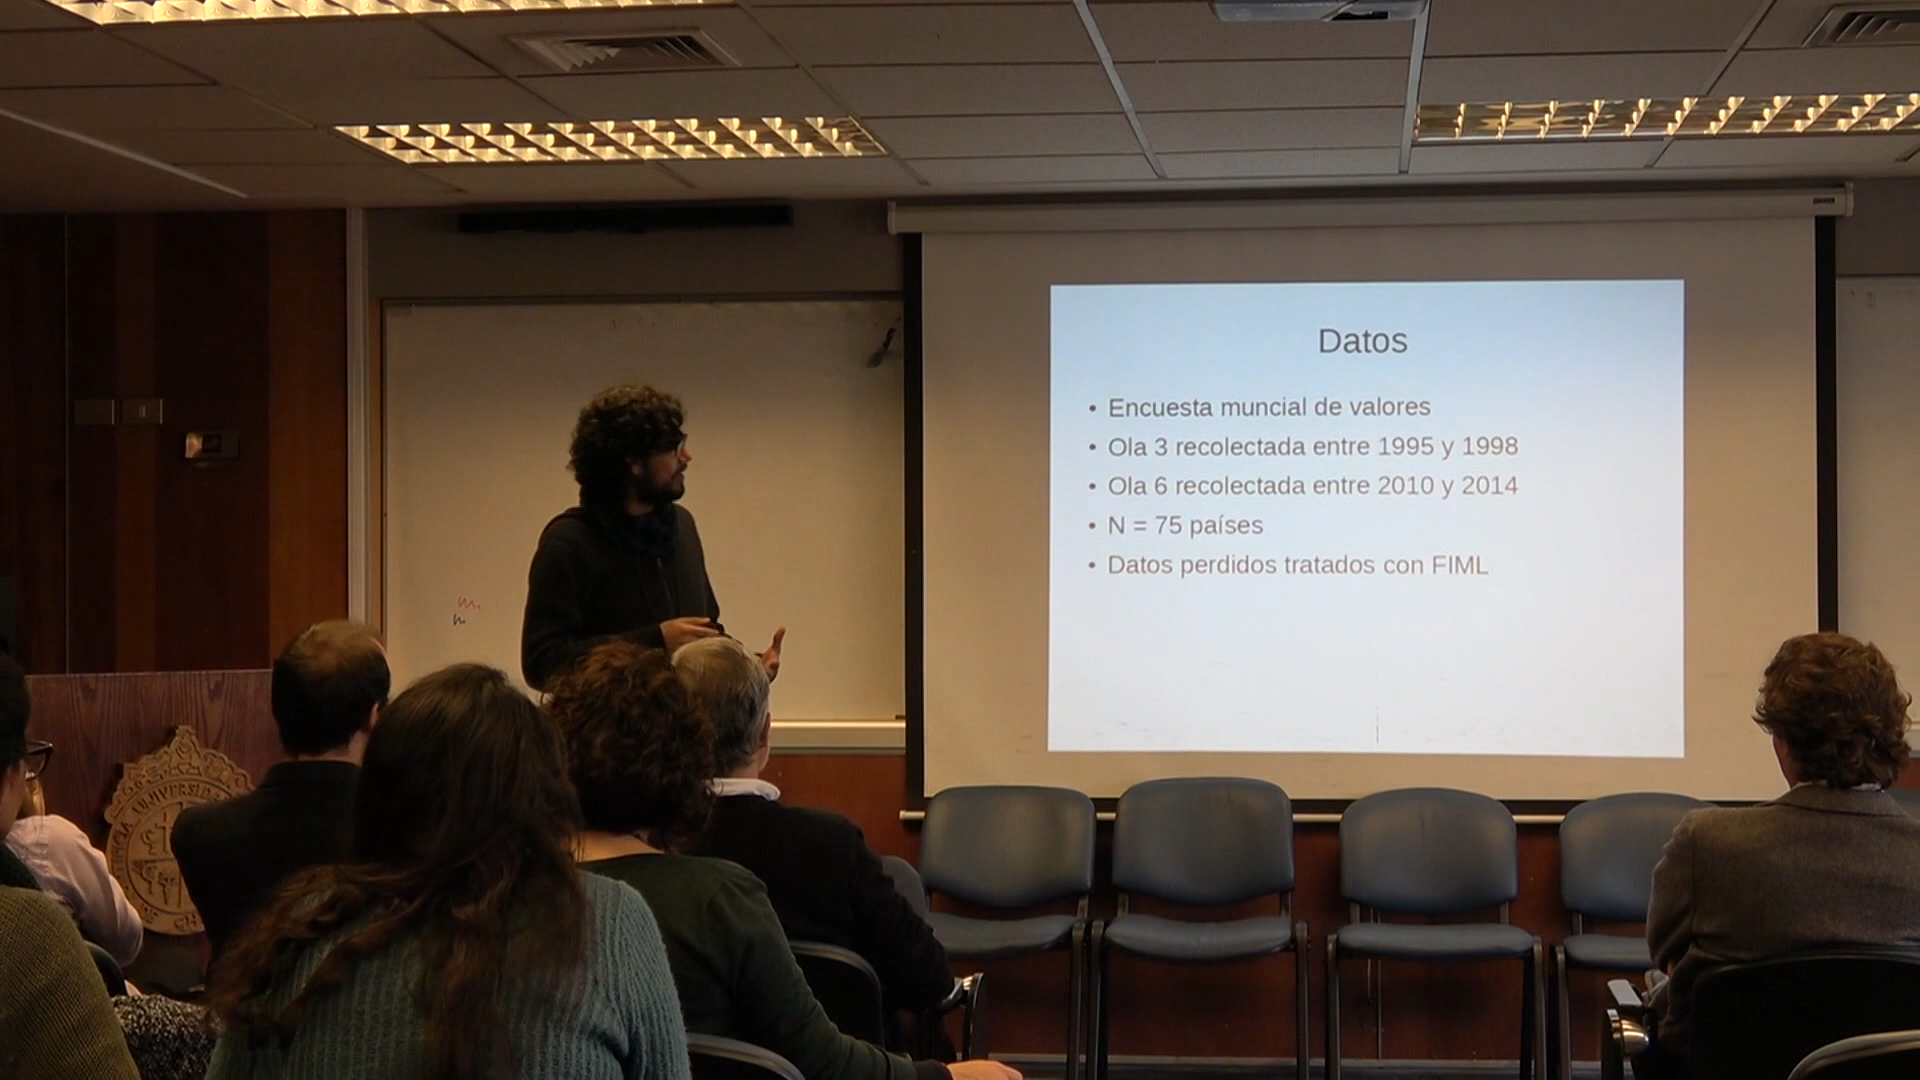 Datos
• Encuesta muncial de valores
• Ola 3 recolectada entre 1995 y 1998
• Ola 6 recolectada entre 2010 y 2014
• N = 75 países
• Datos perdidos tratados con FIML